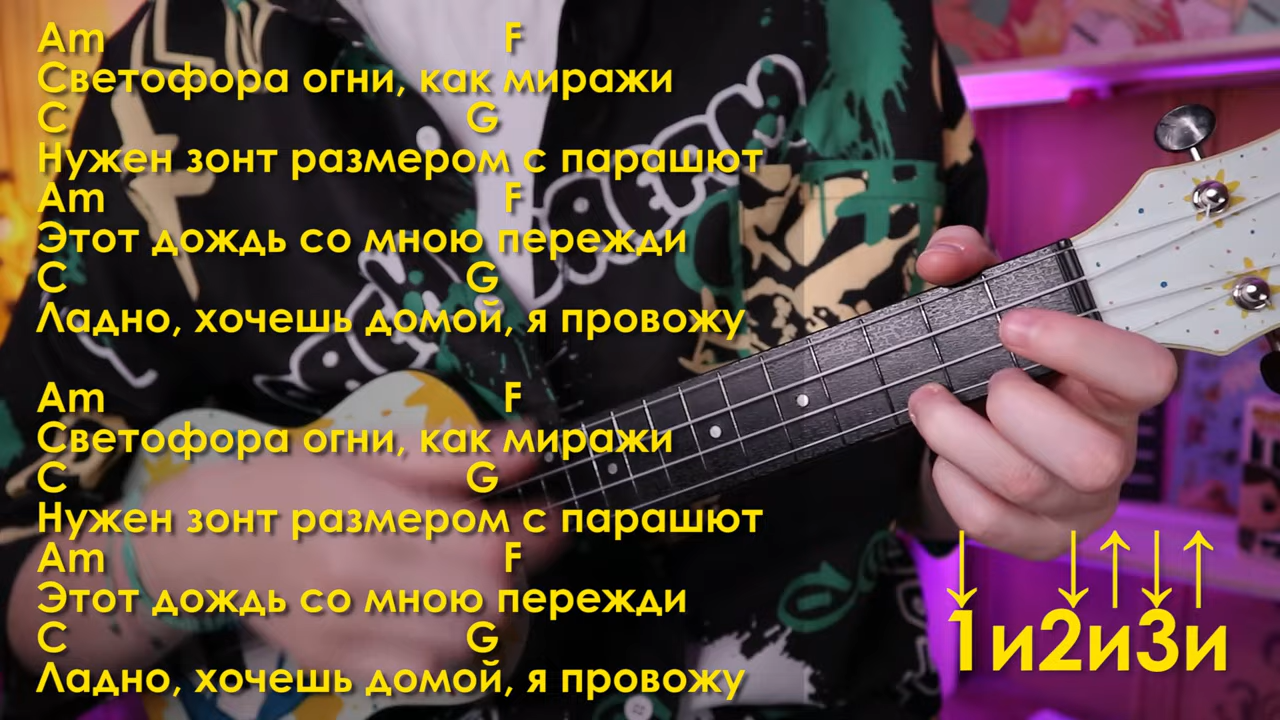 Am F
Светофора огни, как миражи
C G
Нужен зонт размером с парашют
Am F
Этот дождь со мною пережди
C G
Ладно, хочешь домой, я провожу
Am F
Светофора огни, как миражи
C G
Нужен зонт размером с парашют
Am F
Этот дождь со мною пережди
C G
Ладно, хочешь домой, я провожу
↓ ↓↑↓↑
1и2и3и